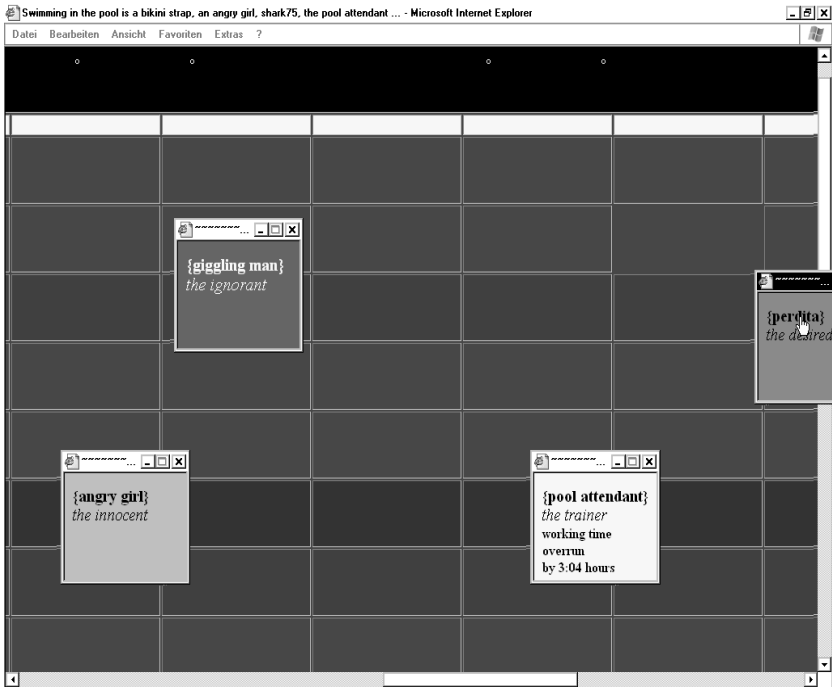 Swimming in the pool is a bikini strap, an angry girl, shark75, the pool attendant ... - Microsoft Internet Explorer
Datei Bearbeiten Ansicht Favoriten Extras ?
~~~~~~~...
{giggling man}
the ignorant
~~~~~~~...
{perdita}
the desired
~~~~~~~...
{angry girl}
the innocent
~~~~~~~...
{pool attendant}
the trainer
working time
overrun
by 3:04 hours